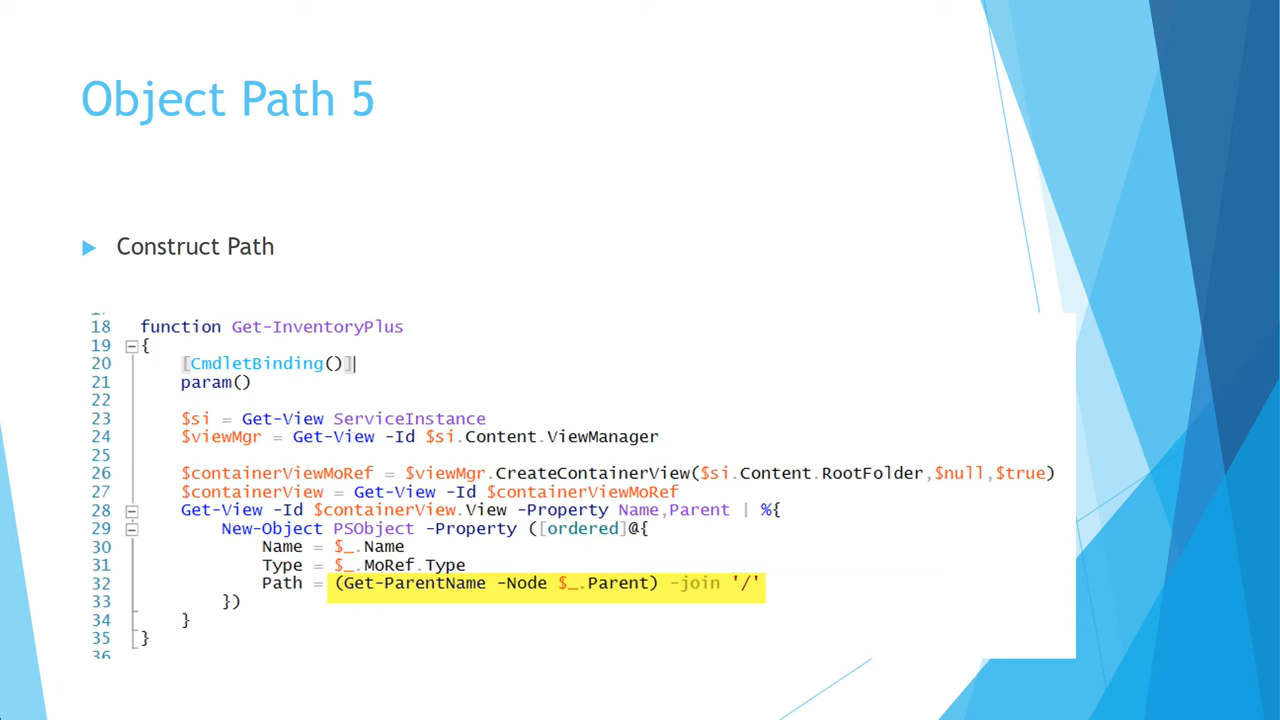 Object Path 5
Construct Path
18 function Get-InventoryPlus
19 {
20 [CmdletBinding()]
21 param()
22
23 $si = Get-View ServiceInstance
24 $viewMgr = Get-View -Id $si.Content.ViewManager
25
26 $containerViewMoRef = $viewMgr.CreateContainerView($si.Content.RootFolder,$null,$true)
27 $containerView = Get-View -Id $containerViewMoRef
28 Get-View -Id $containerView.View -Property Name,Parent | %{
29 New-Object PSObject -Property ([ordered]@{
30 Name = $_.Name
31 Type = $_.MoRef.Type
32 Path = (Get-ParentName -Node $_.Parent) -join '/'
33 })
34 }
35 }
36